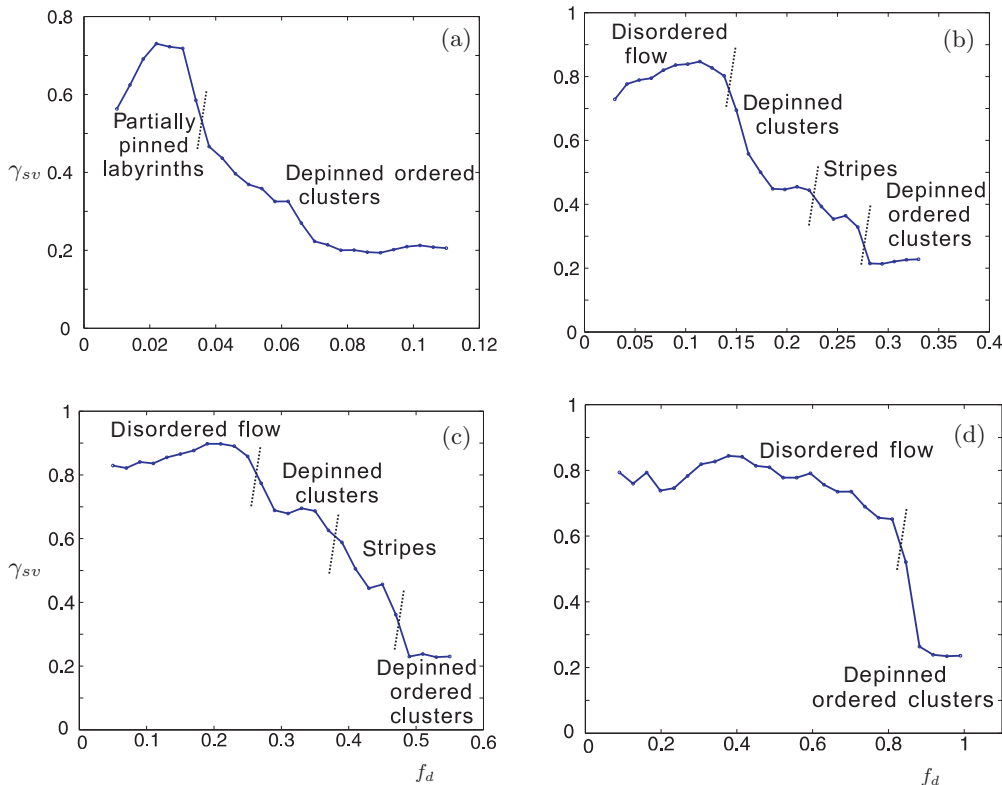 0.8
0.6
0.4
0.2
0
0
0.02
0.04
0.06
0.08
0.1
0.12
γsv
(a)
Partially
pinned
labyrinths
Depinned ordered
clusters
1
0.8
0.6
0.4
0.2
0
0
0.05
0.1
0.15
0.2
0.25
0.3
0.35
0.4
(b)
Disordered
flow
Depinned
clusters
Stripes
Depinned
ordered
clusters
1
0.8
0.6
0.4
0.2
0
0
0.1
0.2
0.3
0.4
0.5
0.6
γsv
fd
(c)
Disordered flow
Depinned
clusters
Stripes
Depinned
ordered
clusters
1
0.8
0.6
0.4
0.2
0
0
0.2
0.4
0.6
0.8
1
fd
(d)
Disordered flow
Depinned
ordered clusters